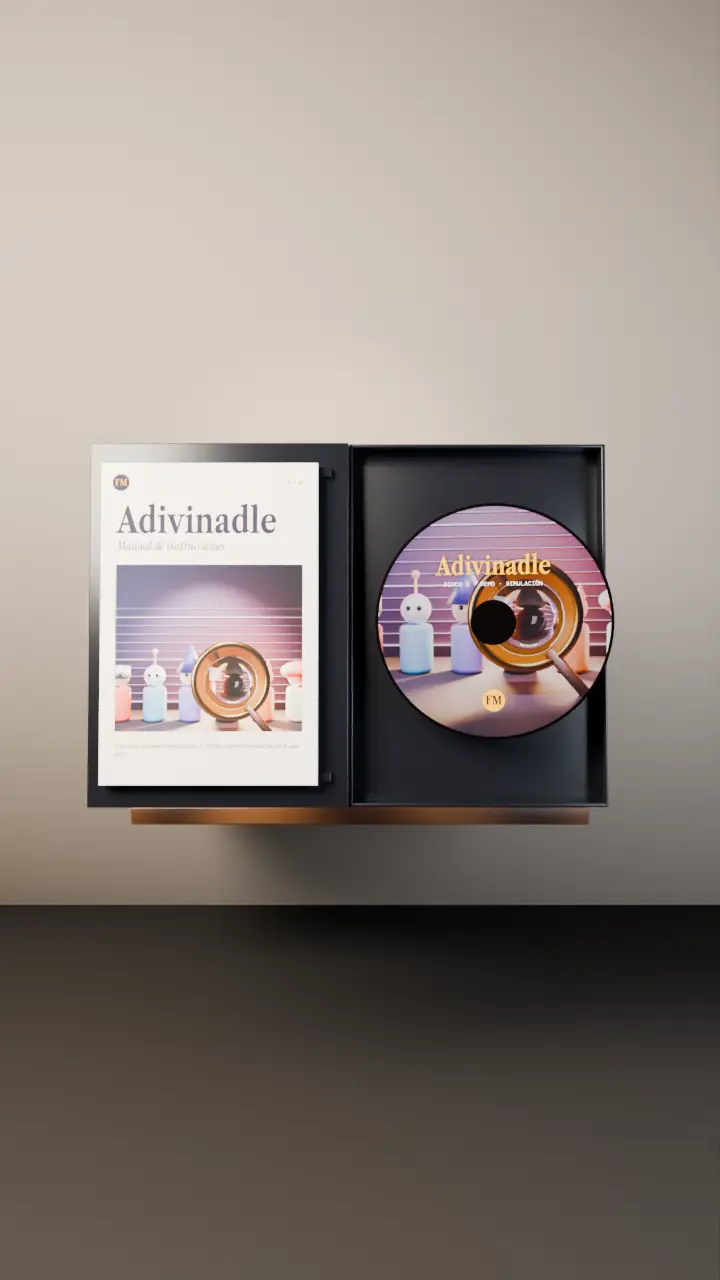 FM
Adivinadle
Manual de instrucciones
Adivinadle
DISCO 1 · DEMO · SIMULACIÓN
FM